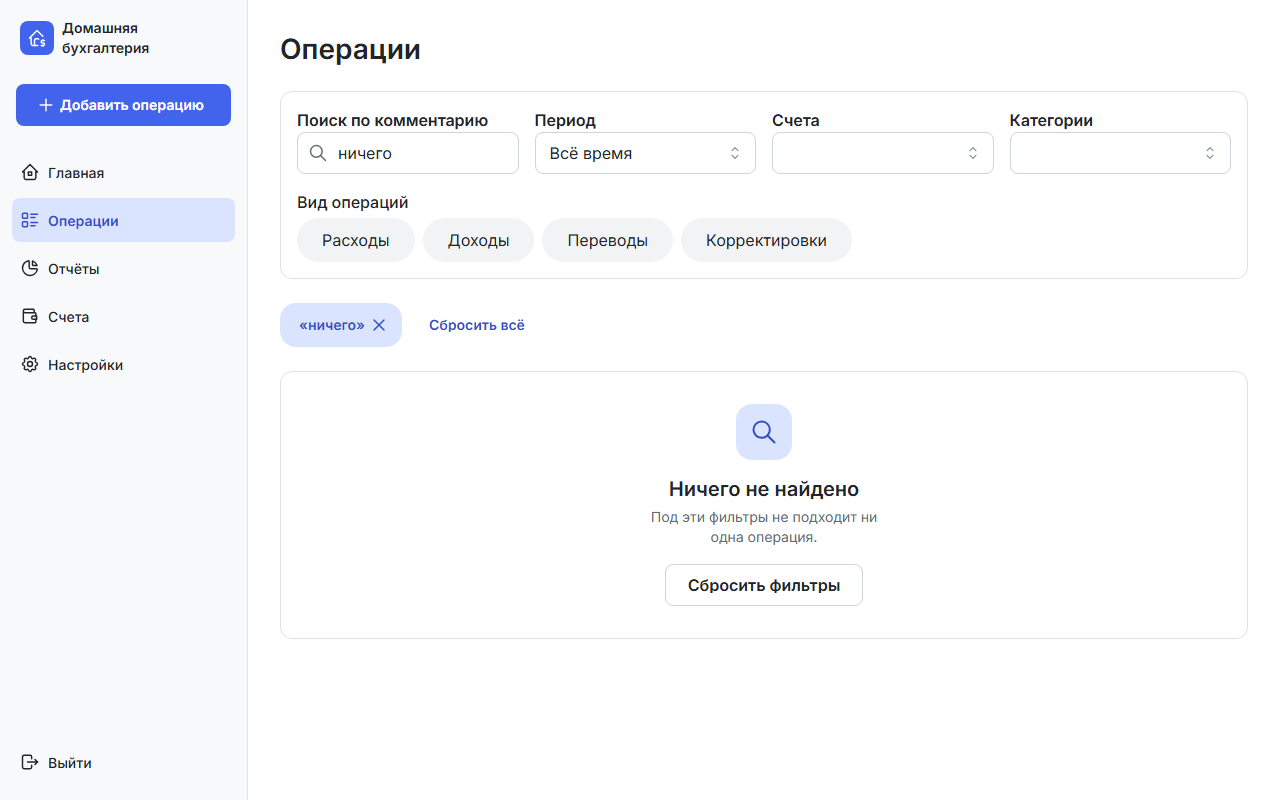 Домашняя
бухгалтерия
Добавить операцию
Главная
Операции
Отчёты
Счета
Настройки
Выйти
Операции
Поиск по комментарию
Период
Счета
Категории
ничего
Всё время
Вид операций
Расходы
Доходы
Переводы
Корректировки
«ничего»
Сбросить всё
Ничего не найдено
Под эти фильтры не подходит ни
одна операция.
Сбросить фильтры